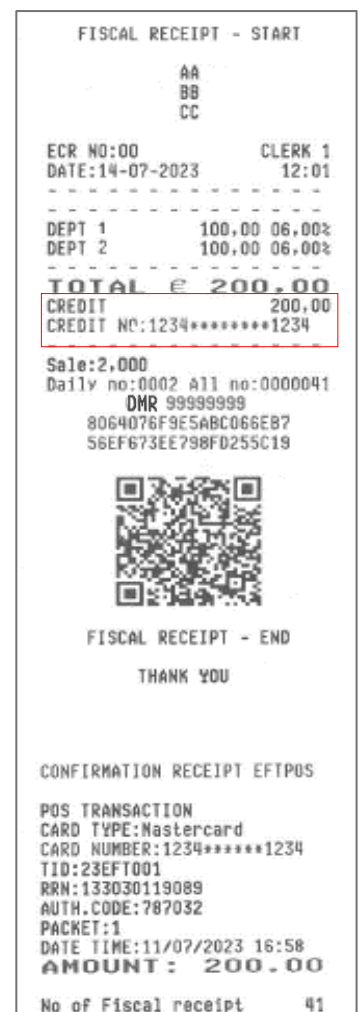 FISCAL RECEIPT - START
AA
BB
CC
ECR NO:00 CLERK 1
DATE:14-07-2023 12:01
- - - - - - - - - - - - - - - -
- - - - - - - - - - - - - - - -
DEPT 1 100,00 06,00%
DEPT 2 100,00 06,00%
- - - - - - - - - - - - - - - -
TOTAL € 200,00
CREDIT 200,00
CREDIT NO:1234********1234
- - - - - - - - - - - - - - - -
Sale:2,000
Daily no:0002 All no:0000041
DMR 99999999
8064076F9E5ABC066EB7
56EF673EE798FD255C19
FISCAL RECEIPT - END
THANK YOU
CONFIRMATION RECEIPT EFTPOS
POS TRANSACTION
CARD TYPE:Mastercard
CARD NUMBER:1234******1234
TID:23EFT001
RRN:133030119089
AUTH.CODE:787032
PACKET:1
DATE TIME:11/07/2023 16:58
AMOUNT: 200.00
No of Fiscal receipt 41